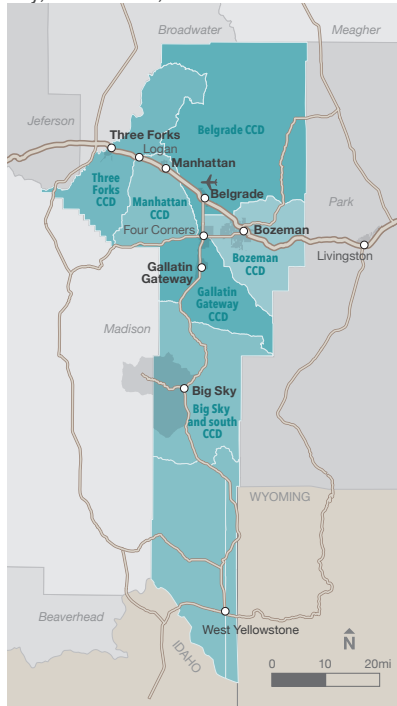 Broadwater
Meagher
Jeferson
Belgrade CCD
Three Forks
Logan
Manhattan
Three
Forks
CCD
Manhattan
CCD
Belgrade
Park
Four Corners
Bozeman
Bozeman
CCD
Livingston
Gallatin
Gateway
Gallatin
Gateway
CCD
Madison
Big Sky
Big Sky
and south
CCD
WYOMING
Beaverhead
West Yellowstone
IDAHO
N
0 10 20mi